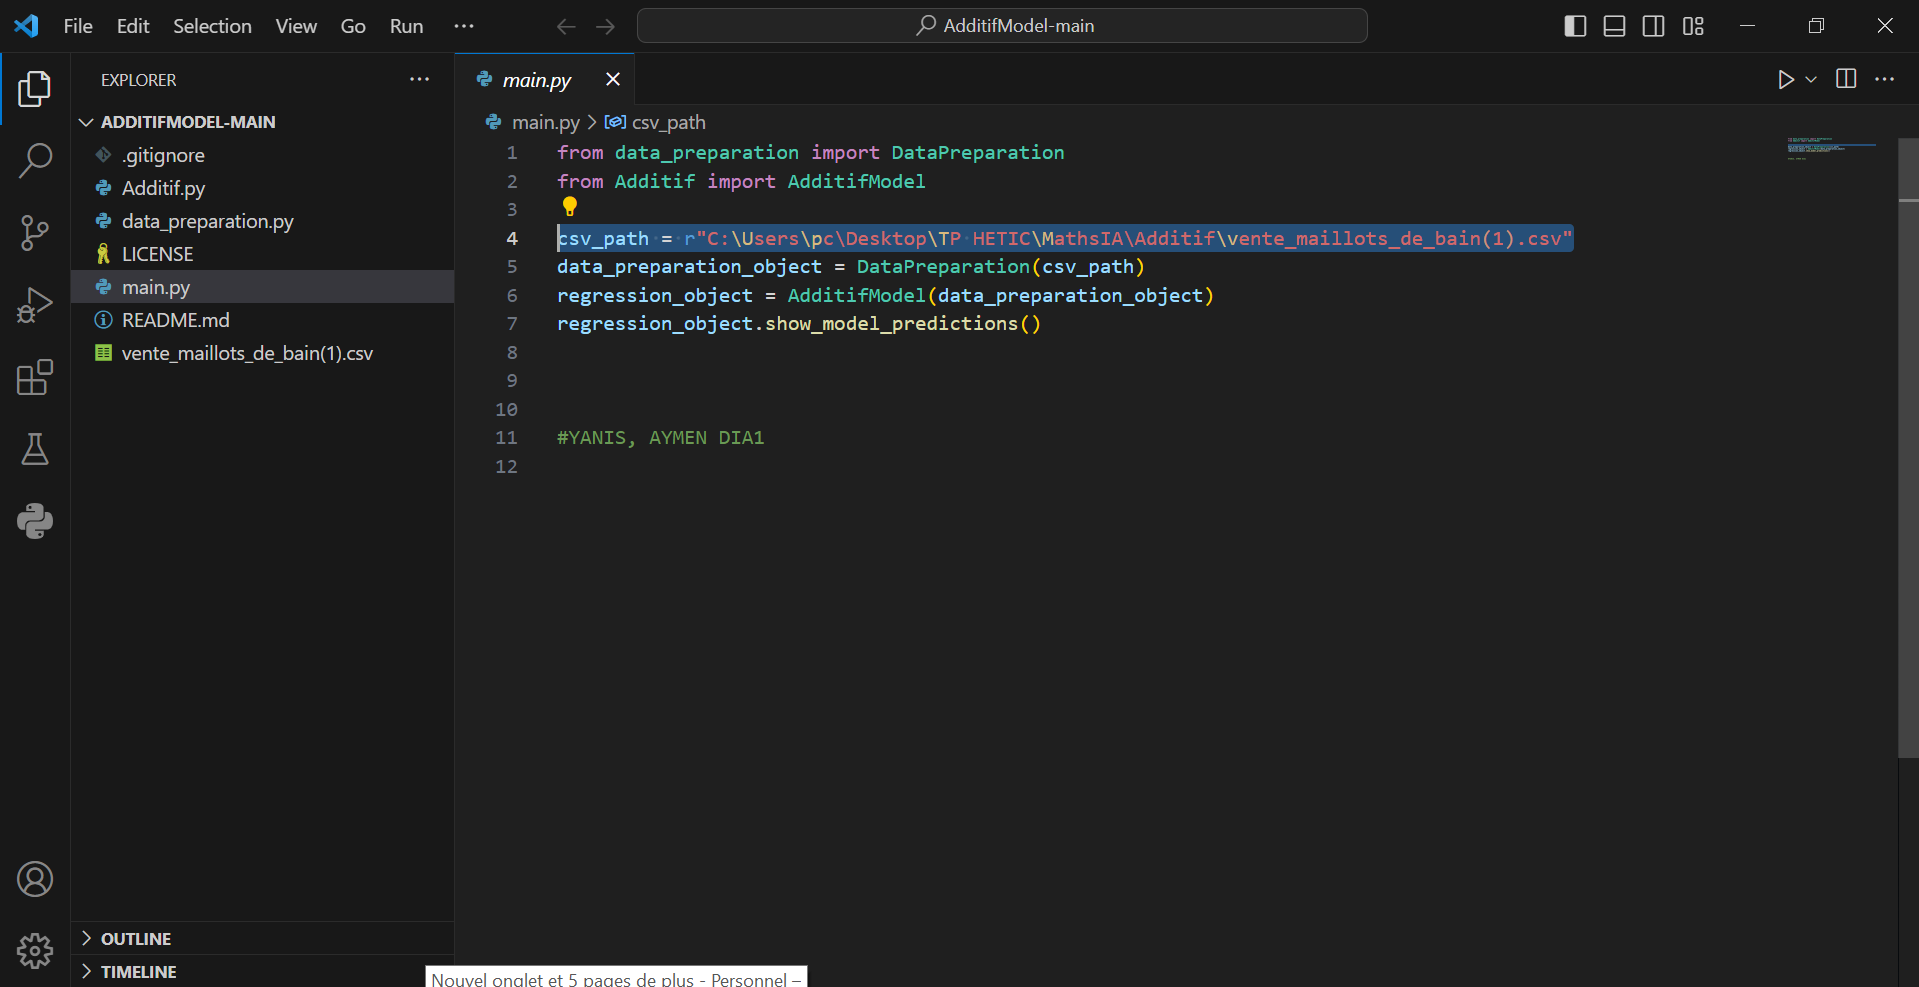 File Edit Selection View Go Run ···
AdditifModel-main
EXPLORER
ADDITIFMODEL-MAIN
.gitignore
Additif.py
data_preparation.py
LICENSE
main.py
README.md
vente_maillots_de_bain(1).csv
OUTLINE
TIMELINE
main.py
main.py > csv_path
1 from data_preparation import DataPreparation
2 from Additif import AdditifModel
3
4 csv_path = r"C:\Users\pc\Desktop\TP HETIC\MathsIA\Additif\vente_maillots_de_bain(1).csv"
5 data_preparation_object = DataPreparation(csv_path)
6 regression_object = AdditifModel(data_preparation_object)
7 regression_object.show_model_predictions()
8
9
10
11 #YANIS, AYMEN DIA1
12
Nouvel onglet et 5 pages de plus - Personnel –